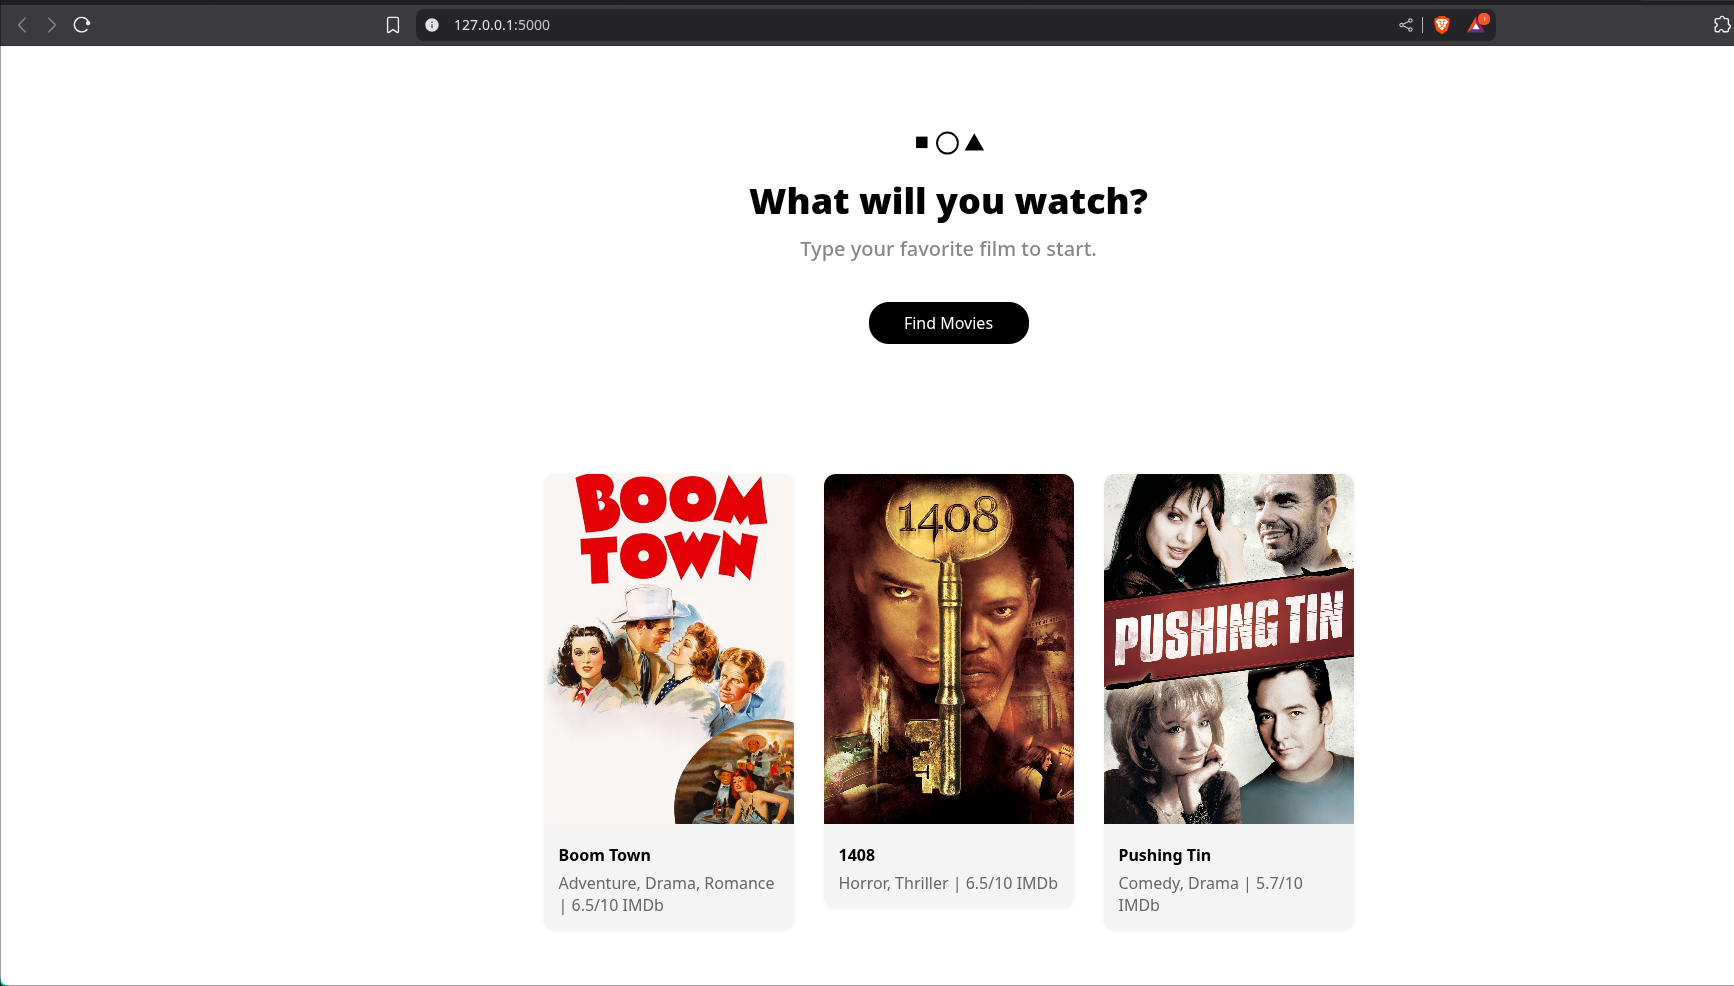 127.0.0.1:5000
1
What will you watch?
Type your favorite film to start.
Find Movies
BOOM
TOWN
1408
PUSHING TIN
Boom Town
Adventure, Drama, Romance
| 6.5/10 IMDb
1408
Horror, Thriller | 6.5/10 IMDb
Pushing Tin
Comedy, Drama | 5.7/10
IMDb